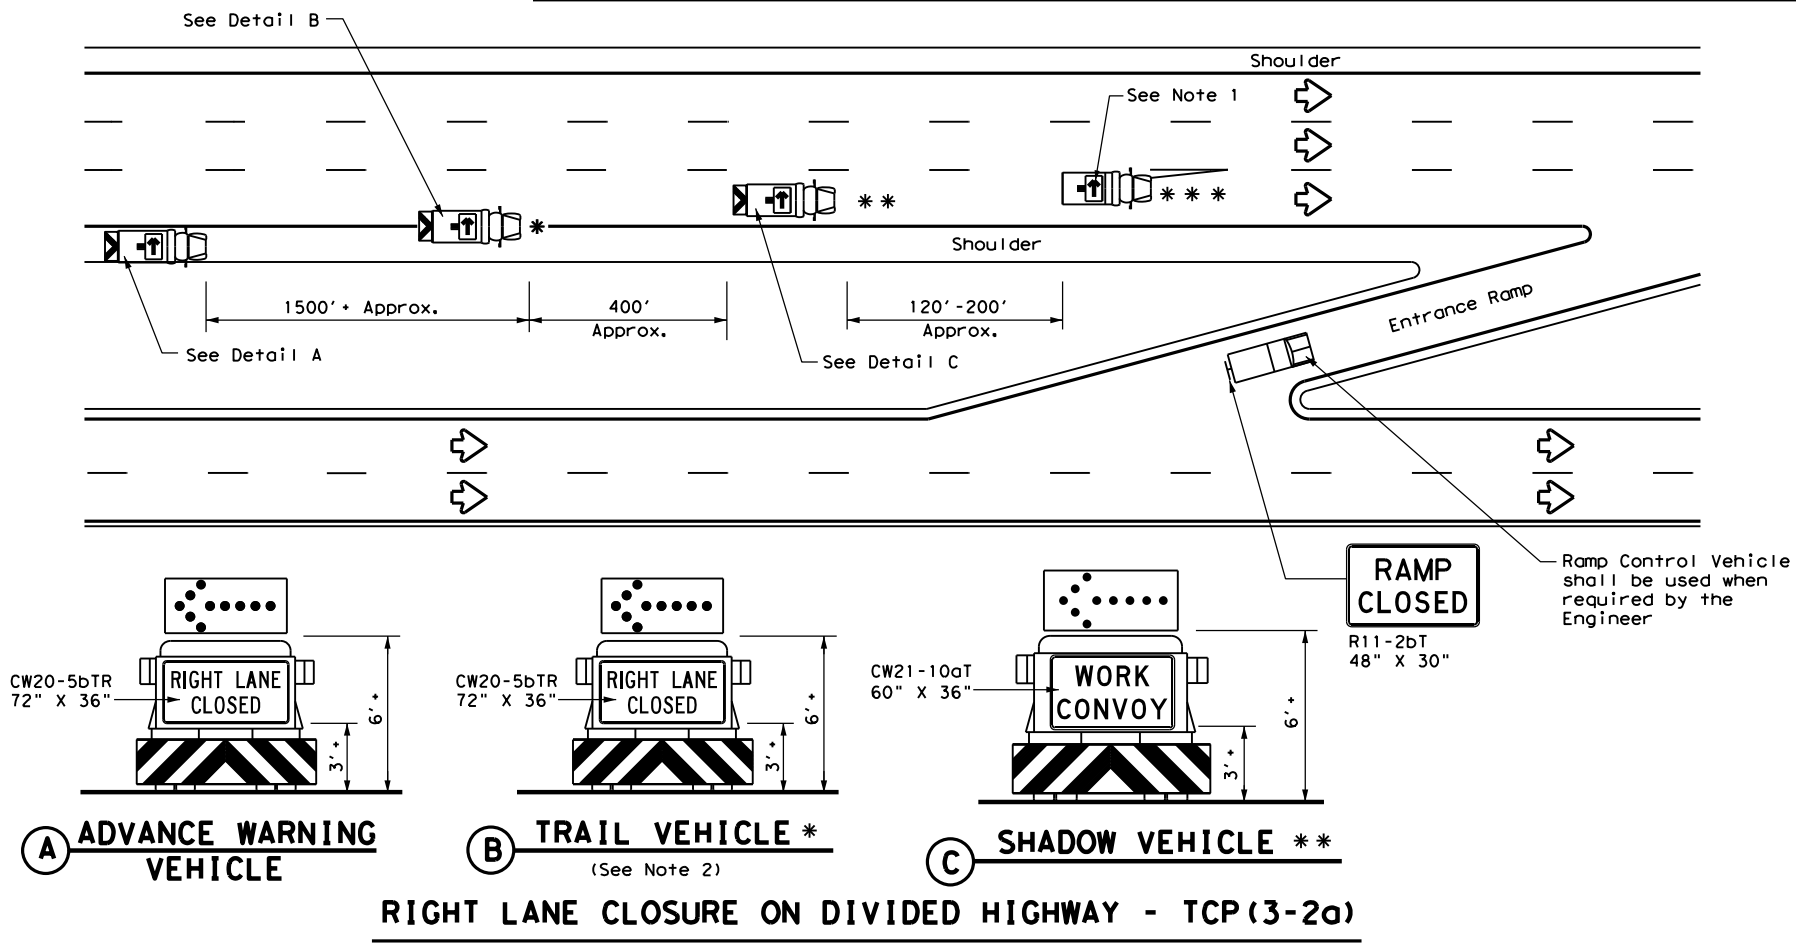 See Detail B
Shoulder
See Note 1
* * *
* *
*
Shoulder
1500'+ Approx.
400'
Approx.
120'-200'
Approx.
Entrance Ramp
See Detail A
See Detail C
RAMP
CLOSED
R11-2bT
48" X 30"
Ramp Control Vehicle
shall be used when
required by the
Engineer
CW20-5bTR
72" X 36"
RIGHT LANE
CLOSED
6'+
3'+
CW20-5bTR
72" X 36"
RIGHT LANE
CLOSED
6'+
3'+
CW21-10aT
60" X 36"
WORK
CONVOY
6'+
3'+
A ADVANCE WARNING
VEHICLE
B TRAIL VEHICLE *
(See Note 2)
C SHADOW VEHICLE **
RIGHT LANE CLOSURE ON DIVIDED HIGHWAY - TCP(3-2a)